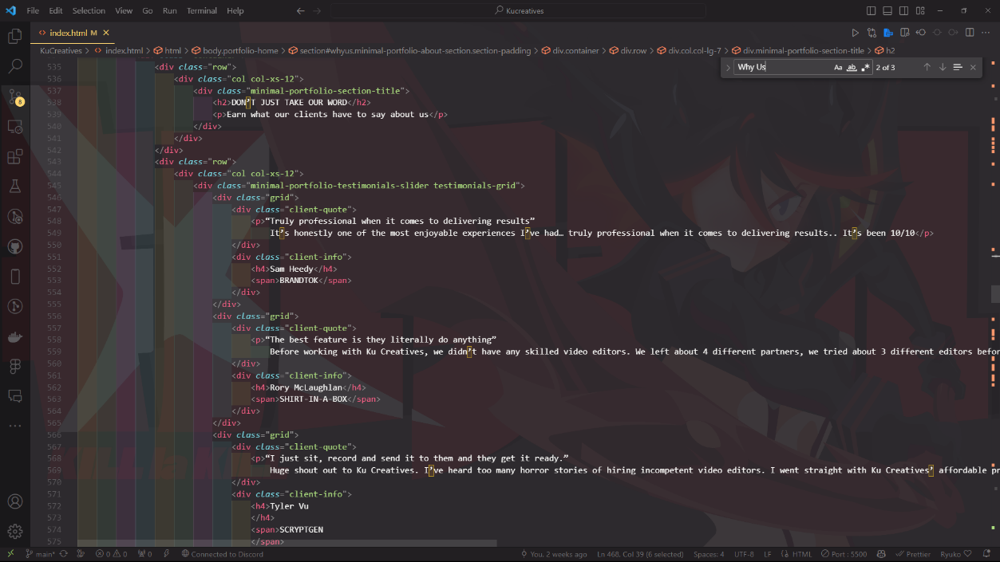 File Edit Selection View Go Run Terminal Help Kucreatives
index.html M
KuCreatives > index.html > html > body.portfolio-home > section#whyus.minimal-portfolio-about-section.section-padding > div.container > div.row > div.col.col-lg-7 > div.minimal-portfolio-section-title > h2
Why Us Aa ab .* 2 of 3
535 <div class="row">
536 <div class="col col-xs-12">
537 <div class="minimal-portfolio-section-title">
538 <h2>DON’T JUST TAKE OUR WORD</h2>
539 <p>Earn what our clients have to say about us</p>
540 </div>
541 </div>
542 </div>
543 <div class="row">
544 <div class="col col-xs-12">
545 <div class="minimal-portfolio-testimonials-slider testimonials-grid">
546 <div class="grid">
547 <div class="client-quote">
548 <p>“Truly professional when it comes to delivering results”
549 It’s honestly one of the most enjoyable experiences I’ve had… truly professional when it comes to delivering results.. It’s been 10/10</p>
550 </div>
551 <div class="client-info">
552 <h4>Sam Heedy</h4>
553 <span>BRANDTOK</span>
554 </div>
555 </div>
556 <div class="grid">
557 <div class="client-quote">
558 <p>“The best feature is they literally do anything”
559 Before working with Ku Creatives, we didn’t have any skilled video editors. We left about 4 different partners, we tried about 3 different editors befor
560 </div>
561 <div class="client-info">
562 <h4>Rory McLaughlan</h4>
563 <span>SHIRT-IN-A-BOX</span>
564 </div>
565 </div>
566 <div class="grid">
567 <div class="client-quote">
568 <p>“I just sit, record and send it to them and they get it ready.”
569 Huge shout out to Ku Creatives. I’ve heard too many horror stories of hiring incompetent video editors. I went straight with Ku Creatives’ affordable pr
570 </div>
571 <div class="client-info">
572 <h4>Tyler Vu
573 </h4>
574 <span>SCRYPTGEN
575 </span>
8
main* 0 0 0 Connected to Discord You, 2 weeks ago Ln 468, Col 39 (6 selected) Spaces: 4 UTF-8 LF HTML Port : 5500 Prettier Ryuko